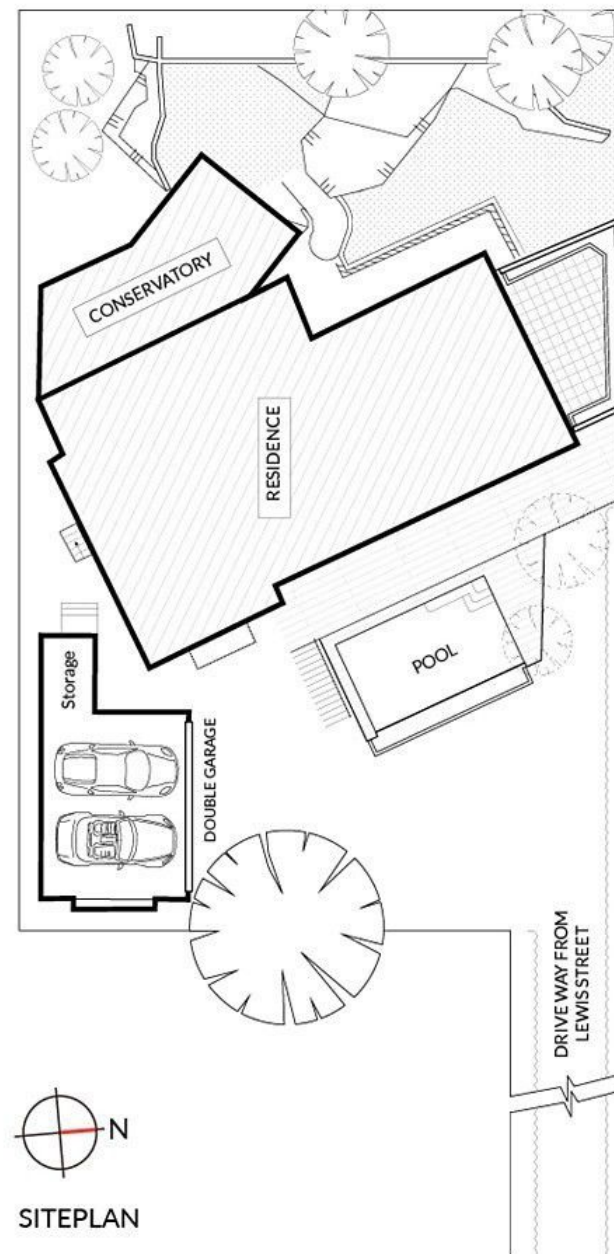 CONSERVATORY
RESIDENCE
POOL
Storage
DOUBLE GARAGE
DRIVE WAY FROM
LEWIS STREET
N
SITEPLAN